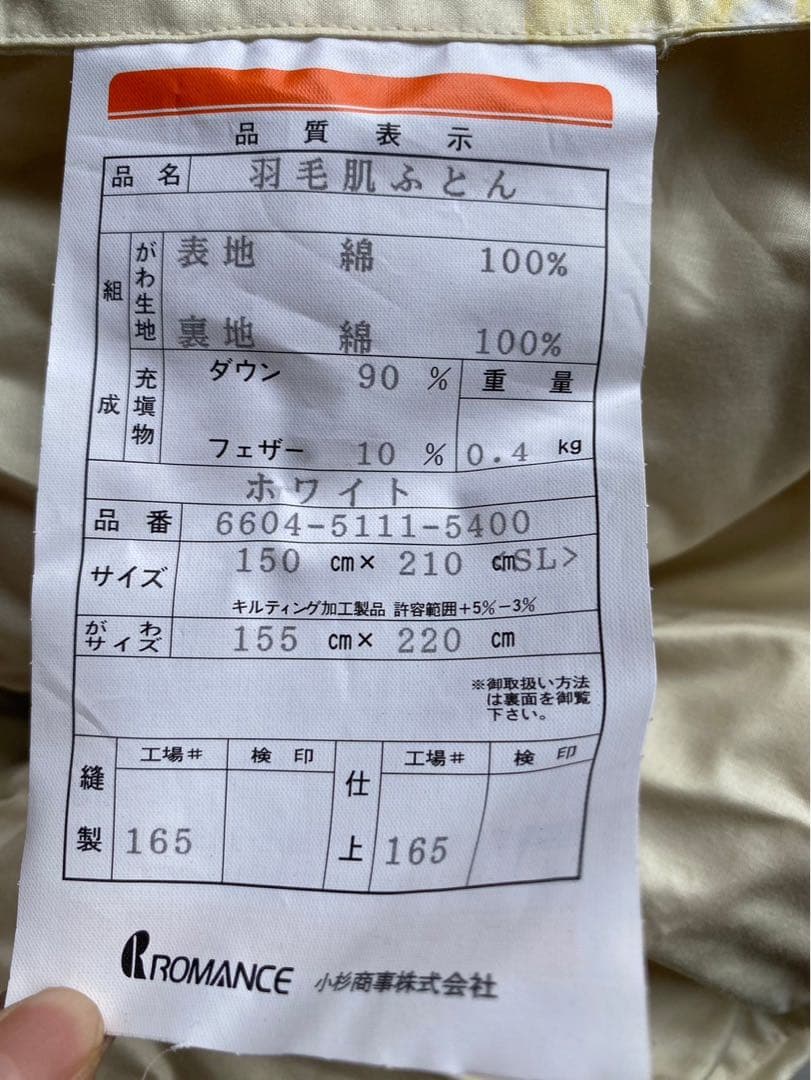 品質表示
品名 羽毛肌ふとん
組成 がわ生地 表地 綿 100%
裏地 綿 100%
充塡物 ダウン 90 % 重量
フェザー 10 % 0.4 kg
ホワイト
品番 6604-5111-5400
サイズ 150 cm× 210 cm<SL>
キルティング加工製品 許容範囲+5%-3%
がわサイズ 155 cm× 220 cm
※御取扱い方法
は裏面を御覧
下さい。
縫製 工場# 検印 仕上 工場# 検印
165 165
ROMANCE 小杉商事株式会社